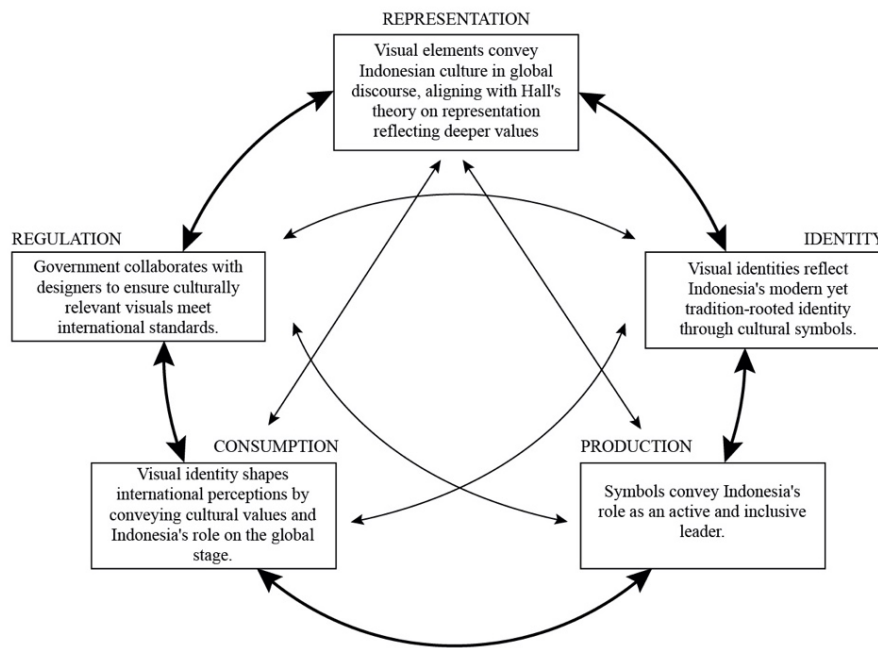 REPRESENTATION
Visual elements convey
Indonesian culture in global
discourse, aligning with Hall's
theory on representation
reflecting deeper values
REGULATION
Government collaborates with
designers to ensure culturally
relevant visuals meet
international standards.
IDENTITY
Visual identities reflect
Indonesia's modern yet
tradition-rooted identity
through cultural symbols.
CONSUMPTION
Visual identity shapes
international perceptions by
conveying cultural values and
Indonesia's role on the global
stage.
PRODUCTION
Symbols convey Indonesia's
role as an active and inclusive
leader.